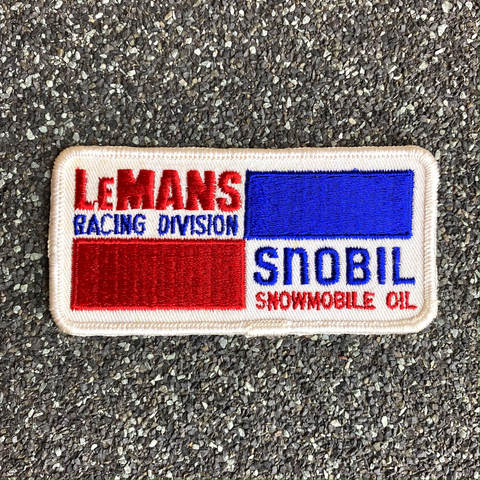 LeMANS
RACING DIVISION
SNOBIL
SNOWMOBILE OIL